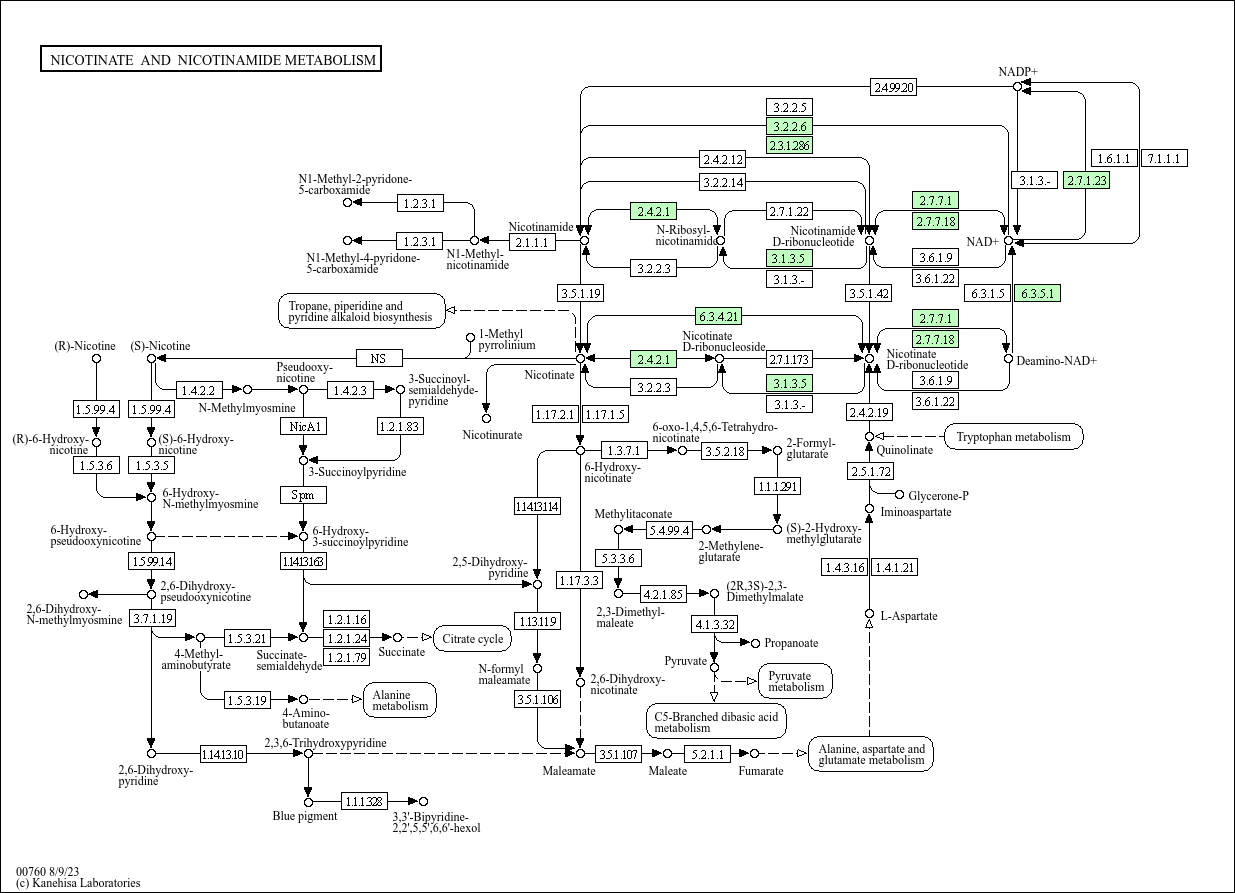 NICOTINATE AND NICOTINAMIDE METABOLISM
NADP+
2.4.99.20
3.2.2.5
3.2.2.6
2.3.1.286
2.4.2.12
1.6.1.1
7.1.1.1
3.2.2.14
3.1.3.-
2.7.1.23
N1-Methyl-2-pyridone-
5-carboxamide
1.2.3.1
2.4.2.1
2.7.1.22
2.7.7.1
2.7.7.18
Nicotinamide
N-Ribosyl-
nicotinamide
Nicotinamide
D-ribonucleotide
NAD+
1.2.3.1
2.1.1.1
N1-Methyl-4-pyridone-
5-carboxamide
N1-Methyl-
nicotinamide
3.2.2.3
3.1.3.5
3.1.3.-
3.6.1.9
3.6.1.22
3.5.1.19
3.5.1.42
6.3.1.5
6.3.5.1
Tropane, piperidine and
pyridine alkaloid biosynthesis
6.3.4.21
2.7.7.1
2.7.7.18
1-Methyl
pyrrolinium
Nicotinate
D-ribonucleoside
(R)-Nicotine
(S)-Nicotine
NS
2.4.2.1
2.7.1.173
Nicotinate
D-ribonucleotide
Deamino-NAD+
Nicotinate
Pseudooxy-
nicotine
1.4.2.2
1.4.2.3
3-Succinoyl-
semialdehyde-
pyridine
3.2.2.3
3.1.3.5
3.1.3.-
3.6.1.9
3.6.1.22
N-Methylmyosmine
1.5.99.4
1.5.99.4
NicA1
1.2.1.83
Nicotinurate
1.17.2.1
1.17.1.5
2.4.2.19
(R)-6-Hydroxy-
nicotine
(S)-6-Hydroxy-
nicotine
6-oxo-1,4,5,6-Tetrahydro-
nicotinate
2-Formyl-
glutarate
Quinolinate
Tryptophan metabolism
1.5.3.6
1.5.3.5
3-Succinoylpyridine
6-Hydroxy-
nicotinate
1.3.7.1
3.5.2.18
2.5.1.72
6-Hydroxy-
N-methylmyosmine
Spm
1.14.13.114
1.1.1.291
Glycerone-P
Iminoaspartate
6-Hydroxy-
pseudooxynicotine
6-Hydroxy-
3-succinoylpyridine
Methylitaconate
5.4.99.4
2-Methylene-
glutarate
(S)-2-Hydroxy-
methylglutarate
1.5.99.14
1.14.13.163
2,5-Dihydroxy-
pyridine
5.3.3.6
1.17.3.3
1.4.3.16
1.4.1.21
2,6-Dihydroxy-
pseudooxynicotine
2,6-Dihydroxy-
N-methylmyosmine
4.2.1.85
(2R,3S)-2,3-
Dimethylmalate
2,3-Dimethyl-
maleate
L-Aspartate
3.7.1.19
1.2.1.16
1.2.1.24
1.2.1.79
1.13.11.9
4.1.3.32
1.5.3.21
4-Methyl-
aminobutyrate
Succinate-
semialdehyde
Succinate
Citrate cycle
Propanoate
Pyruvate
N-formyl
maleamate
2,6-Dihydroxy-
nicotinate
Pyruvate
metabolism
1.5.3.19
4-Amino-
butanoate
Alanine
metabolism
3.5.1.106
C5-Branched dibasic acid
metabolism
2,3,6-Trihydroxypyridine
1.14.13.10
2,6-Dihydroxy-
pyridine
Maleamate
3.5.1.107
Maleate
5.2.1.1
Fumarate
Alanine, aspartate and
glutamate metabolism
Blue pigment
1.1.1.328
3,3'-Bipyridine-
2,2',5,5',6,6'-hexol
00760 8/9/23
(c) Kanehisa Laboratories